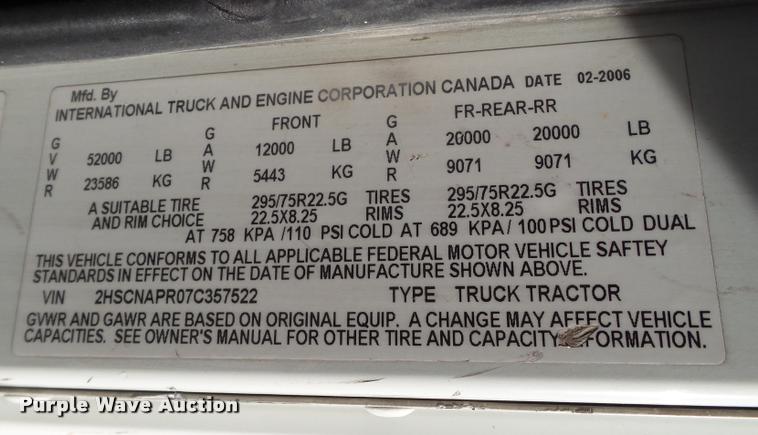 Mfd. By
INTERNATIONAL TRUCK AND ENGINE CORPORATION CANADA DATE 02-2006
GVWR 52000 LB 23586 KG
GAWR FRONT 12000 LB 5443 KG
GAWR FR-REAR-RR 20000 20000 LB 9071 9071 KG
A SUITABLE TIRE 295/75R22.5G TIRES 295/75R22.5G TIRES
AND RIM CHOICE 22.5X8.25 RIMS 22.5X8.25 RIMS
AT 758 KPA /110 PSI COLD AT 689 KPA/ 100PSI COLD DUAL
THIS VEHICLE CONFORMS TO ALL APPLICABLE FEDERAL MOTOR VEHICLE SAFTEY
STANDARDS IN EFFECT ON THE DATE OF MANUFACTURE SHOWN ABOVE.
VIN 2HSCNAPR07C357522 TYPE TRUCK TRACTOR
GVWR AND GAWR ARE BASED ON ORIGINAL EQUIP. A CHANGE MAY AFFECT VEHICLE
CAPACITIES. SEE OWNER'S MANUAL FOR OTHER TIRE AND CAPACITY FORMATION.
Purple Wave Auction